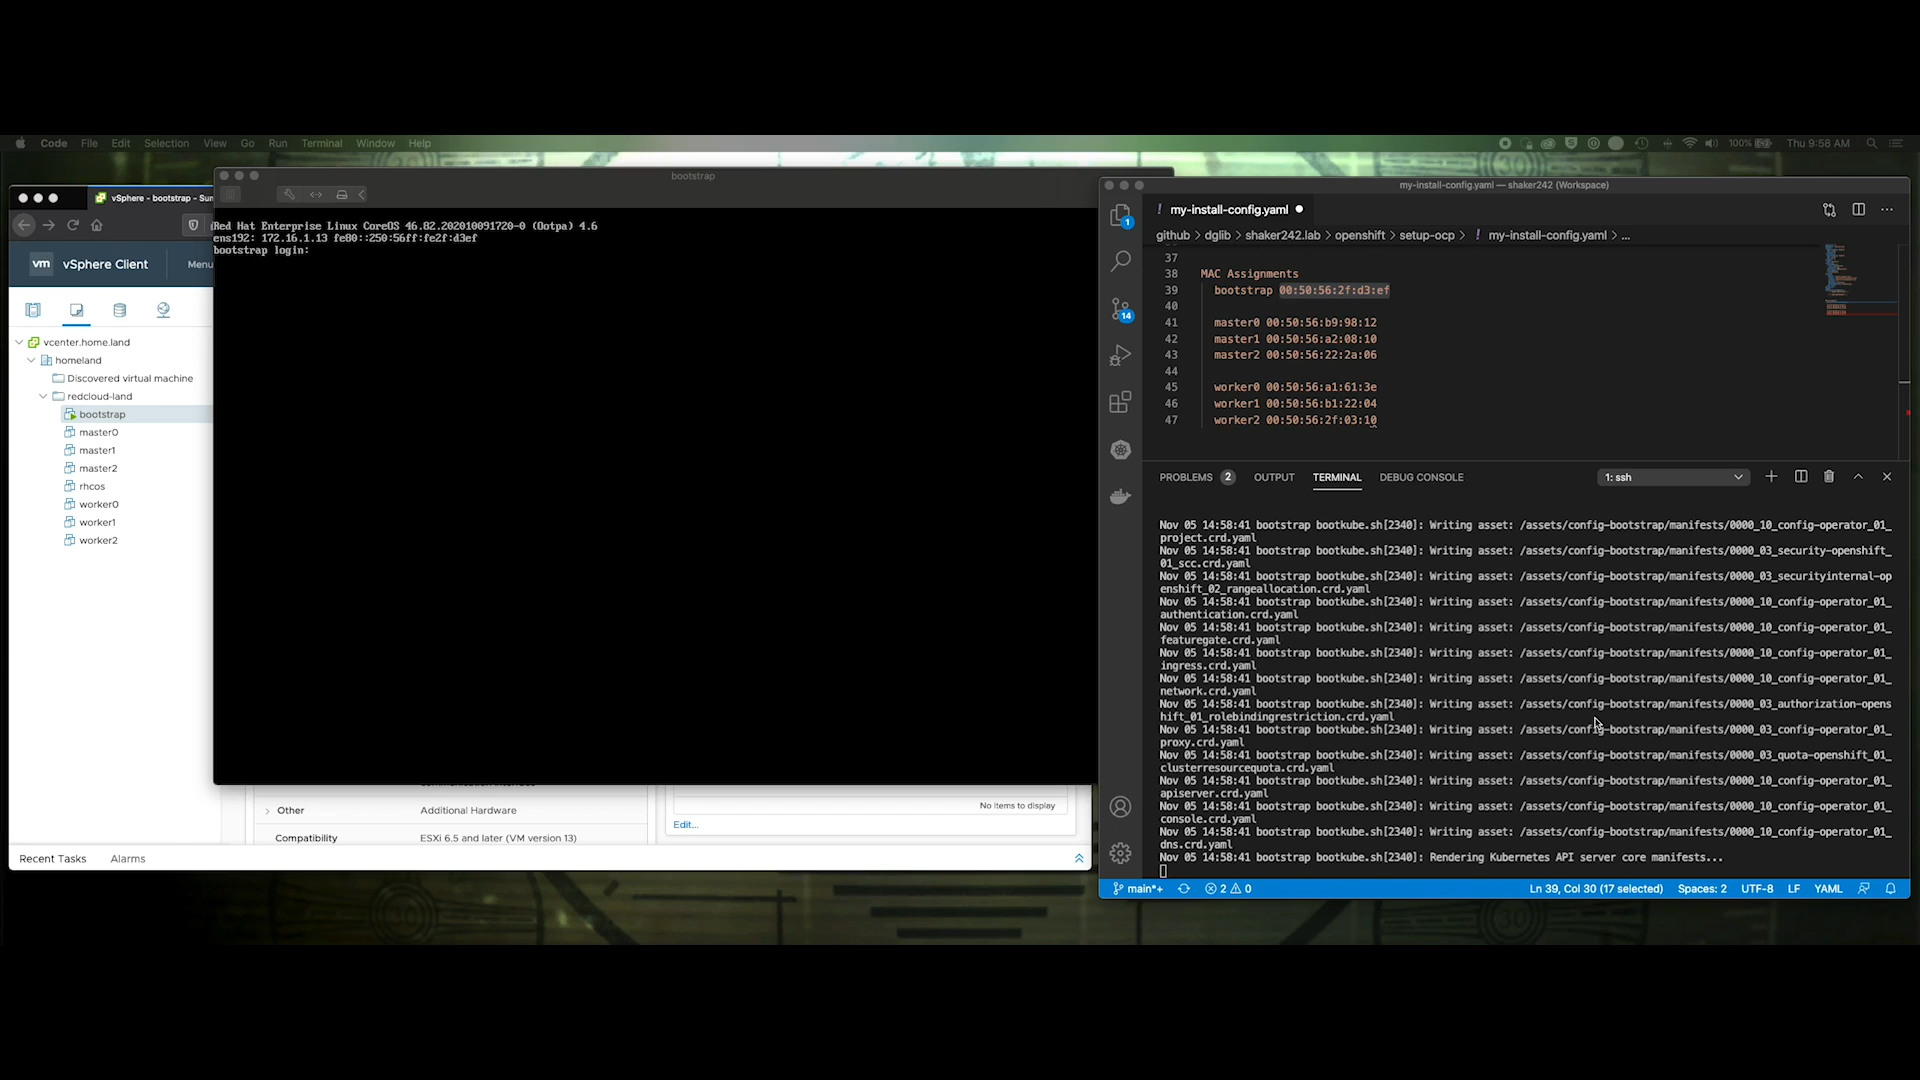 Code File Edit Selection View Go Run Terminal Window Help
100% Thu 9:58 AM
vSphere - bootstrap - Sum
vm vSphere Client Menu
vcenter.home.land
homeland
Discovered virtual machine
redcloud-land
bootstrap
master0
master1
master2
rhcos
worker0
worker1
worker2
bootstrap
Red Hat Enterprise Linux CoreOS 46.82.202010091720-0 (Ootpa) 4.6
ens192: 172.16.1.13 fe80::250:56ff:fe2f:d3ef
bootstrap login:
Other Additional Hardware
Compatibility ESXi 6.5 and later (VM version 13)
No items to display
Edit...
Recent Tasks Alarms
my-install-config.yaml — shaker242 (Workspace)
! my-install-config.yaml
github > dglib > shaker242.lab > openshift > setup-ocp > ! my-install-config.yaml > ...
1
14
37
38 MAC Assignments
39 bootstrap 00:50:56:2f:d3:ef
40
41 master0 00:50:56:b9:98:12
42 master1 00:50:56:a2:08:10
43 master2 00:50:56:22:2a:06
44
45 worker0 00:50:56:a1:61:3e
46 worker1 00:50:56:b1:22:04
47 worker2 00:50:56:2f:03:10
PROBLEMS 2 OUTPUT TERMINAL DEBUG CONSOLE 1: ssh
Nov 05 14:58:41 bootstrap bootkube.sh[2340]: Writing asset: /assets/config-bootstrap/manifests/0000_10_config-operator_01_
project.crd.yaml
Nov 05 14:58:41 bootstrap bootkube.sh[2340]: Writing asset: /assets/config-bootstrap/manifests/0000_03_security-openshift_
01_scc.crd.yaml
Nov 05 14:58:41 bootstrap bootkube.sh[2340]: Writing asset: /assets/config-bootstrap/manifests/0000_03_securityinternal-op
enshift_02_rangeallocation.crd.yaml
Nov 05 14:58:41 bootstrap bootkube.sh[2340]: Writing asset: /assets/config-bootstrap/manifests/0000_10_config-operator_01_
authentication.crd.yaml
Nov 05 14:58:41 bootstrap bootkube.sh[2340]: Writing asset: /assets/config-bootstrap/manifests/0000_10_config-operator_01_
featuregate.crd.yaml
Nov 05 14:58:41 bootstrap bootkube.sh[2340]: Writing asset: /assets/config-bootstrap/manifests/0000_10_config-operator_01_
ingress.crd.yaml
Nov 05 14:58:41 bootstrap bootkube.sh[2340]: Writing asset: /assets/config-bootstrap/manifests/0000_10_config-operator_01_
network.crd.yaml
Nov 05 14:58:41 bootstrap bootkube.sh[2340]: Writing asset: /assets/config-bootstrap/manifests/0000_03_authorization-opens
hift_01_rolebindingrestriction.crd.yaml
Nov 05 14:58:41 bootstrap bootkube.sh[2340]: Writing asset: /assets/config-bootstrap/manifests/0000_03_config-operator_01_
proxy.crd.yaml
Nov 05 14:58:41 bootstrap bootkube.sh[2340]: Writing asset: /assets/config-bootstrap/manifests/0000_03_quota-openshift_01_
clusterresourcequota.crd.yaml
Nov 05 14:58:41 bootstrap bootkube.sh[2340]: Writing asset: /assets/config-bootstrap/manifests/0000_10_config-operator_01_
apiserver.crd.yaml
Nov 05 14:58:41 bootstrap bootkube.sh[2340]: Writing asset: /assets/config-bootstrap/manifests/0000_10_config-operator_01_
console.crd.yaml
Nov 05 14:58:41 bootstrap bootkube.sh[2340]: Writing asset: /assets/config-bootstrap/manifests/0000_10_config-operator_01_
dns.crd.yaml
Nov 05 14:58:41 bootstrap bootkube.sh[2340]: Rendering Kubernetes API server core manifests...
main*+ 2 0 Ln 39, Col 30 (17 selected) Spaces: 2 UTF-8 LF YAML